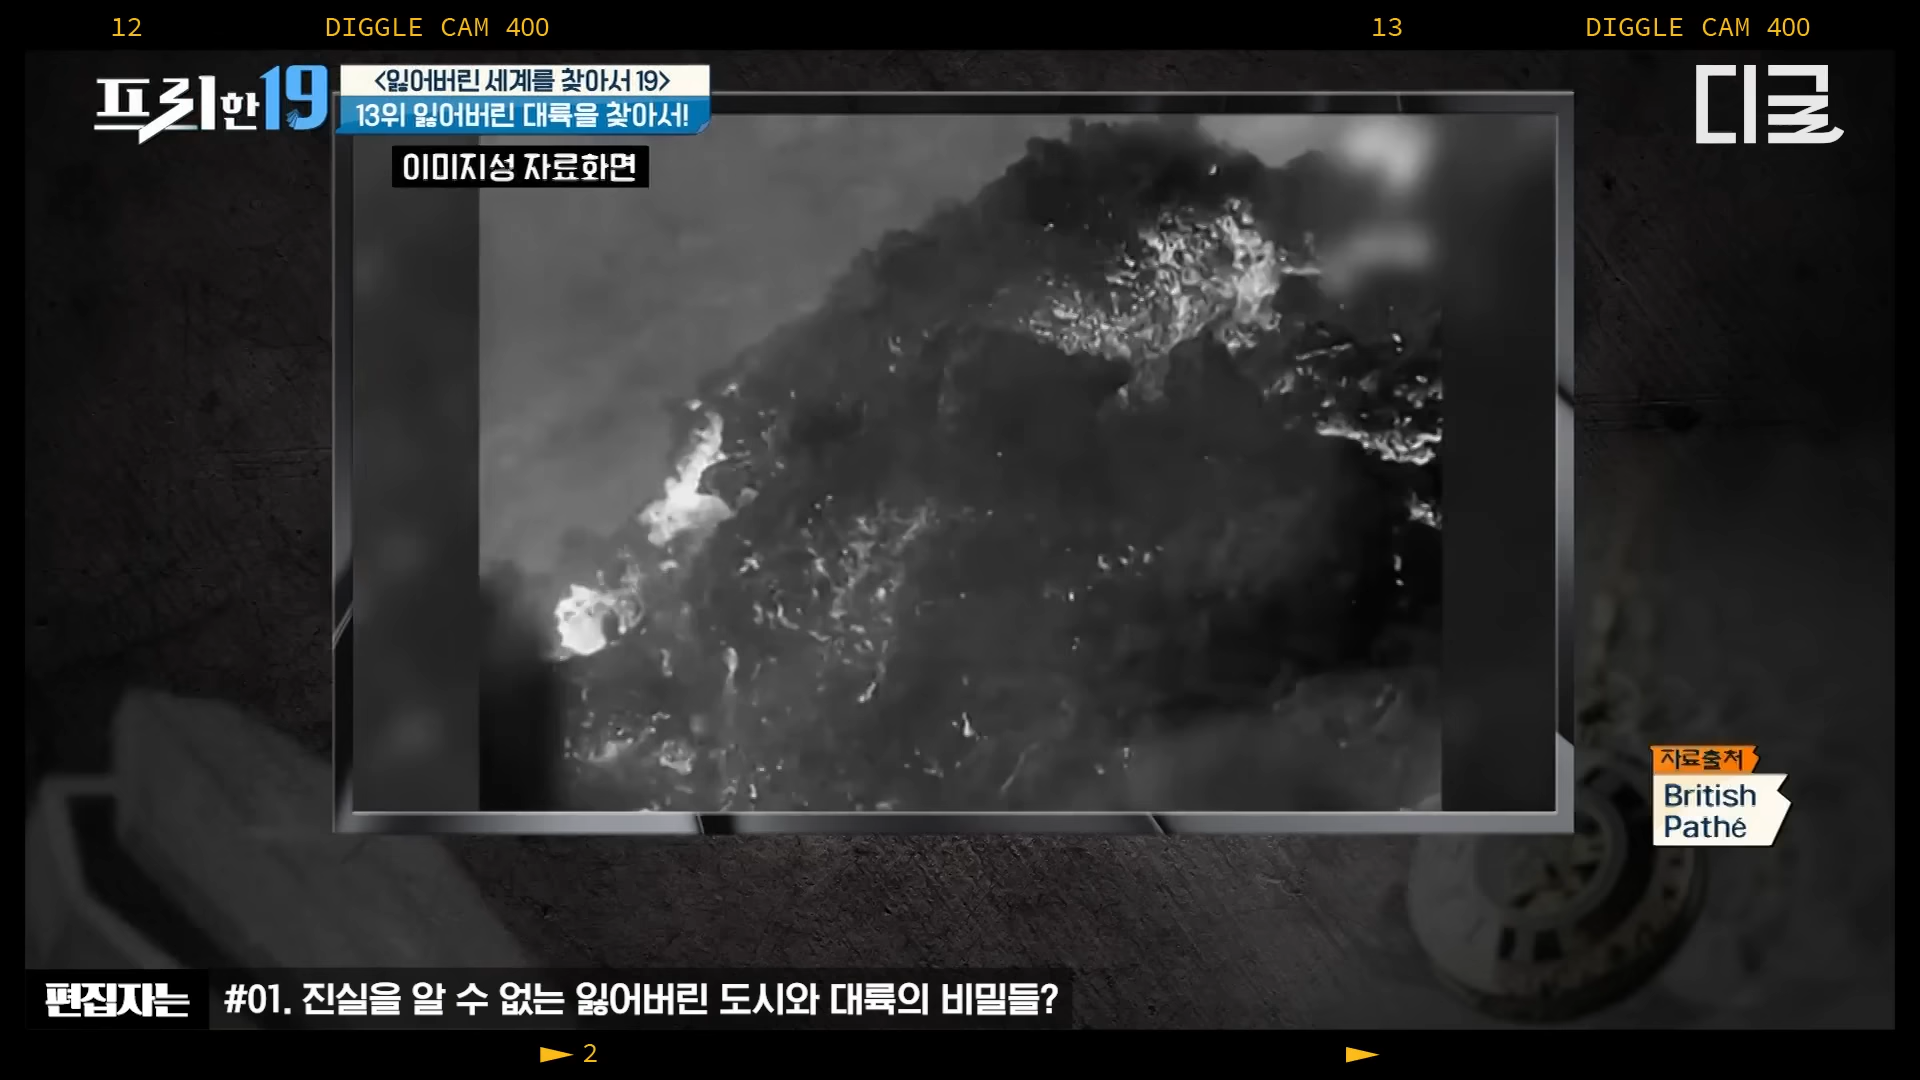 12
DIGGLE CAM 400
13
DIGGLE CAM 400
프리한19
<잃어버린 세계를 찾아서 19>
13위 잃어버린 대륙을 찾아서!
이미지성 자료화면
디글
자료출처
British
Pathé
편집자는
#01. 진실을 알 수 없는 잃어버린 도시와 대륙의 비밀들?
2